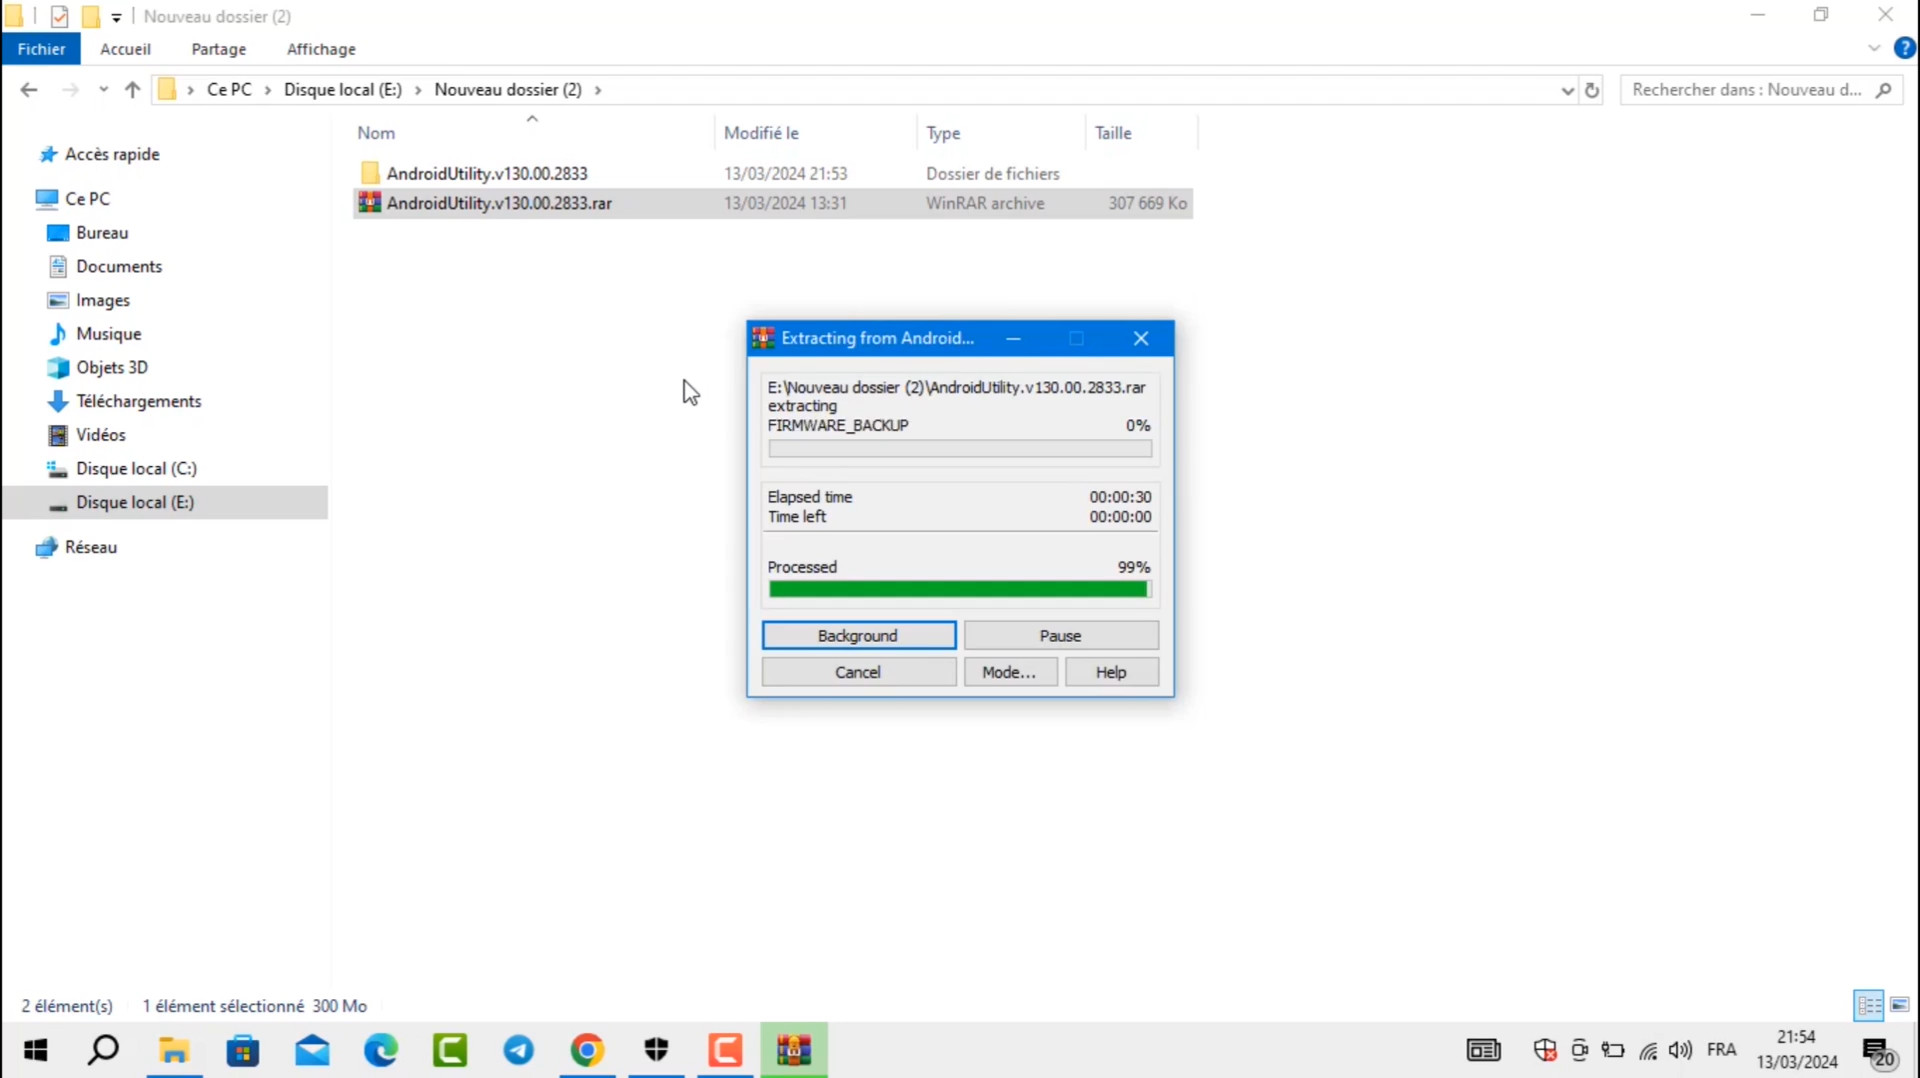 Nouveau dossier (2)
Fichier Accueil Partage Affichage
Ce PC Disque local (E:) Nouveau dossier (2) Rechercher dans : Nouveau d...
Nom Modifié le Type Taille
Accès rapide
AndroidUtility.v130.00.2833 13/03/2024 21:53 Dossier de fichiers
AndroidUtility.v130.00.2833.rar 13/03/2024 13:31 WinRAR archive 307 669 Ko
Ce PC
Bureau
Documents
Images
Musique
Objets 3D
Téléchargements
Vidéos
Disque local (C:)
Disque local (E:)
Réseau
Extracting from Android...
E:\Nouveau dossier (2)\AndroidUtility.v130.00.2833.rar
extracting
FIRMWARE_BACKUP 0%
Elapsed time 00:00:30
Time left 00:00:00
Processed 99%
Background Pause
Cancel Mode... Help
2 élément(s) 1 élément sélectionné 300 Mo
FRA
21:54
13/03/2024
20